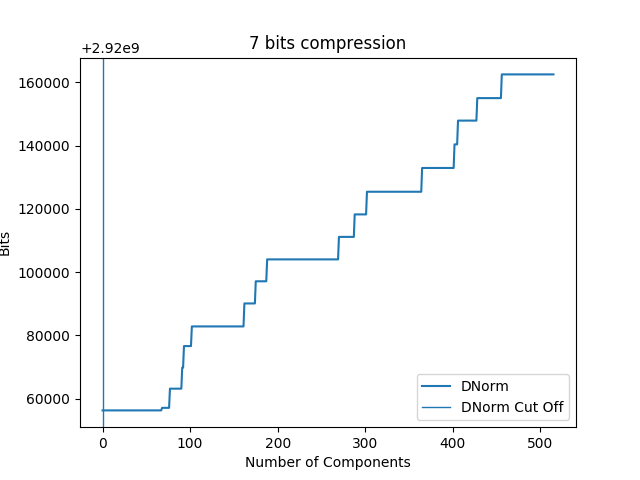 7 bits compression
+2.92e9
160000
140000
120000
100000
80000
60000
Bits
0 100 200 300 400 500
Number of Components
DNorm
DNorm Cut Off